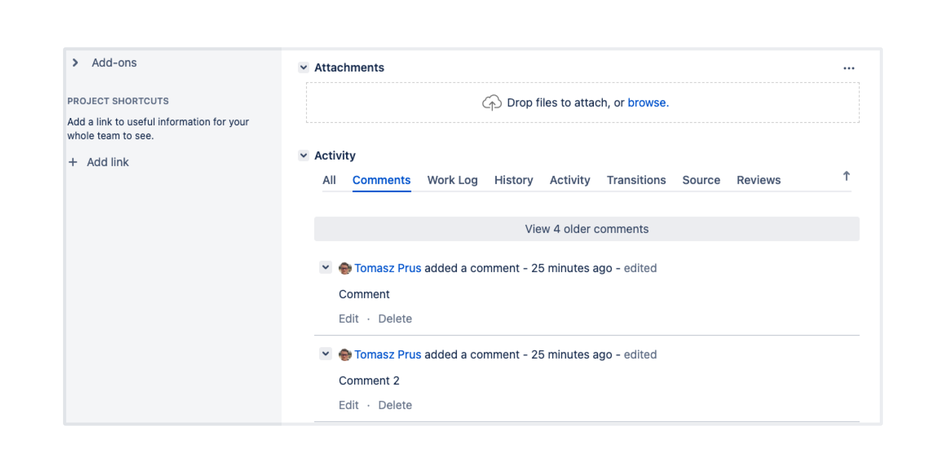 Add-ons
PROJECT SHORTCUTS
Add a link to useful information for your
whole team to see.
+ Add link
Attachments
Drop files to attach, or browse.
Activity
All Comments Work Log History Activity Transitions Source Reviews
View 4 older comments
Tomasz Prus added a comment - 25 minutes ago - edited
Comment
Edit · Delete
Tomasz Prus added a comment - 25 minutes ago - edited
Comment 2
Edit · Delete